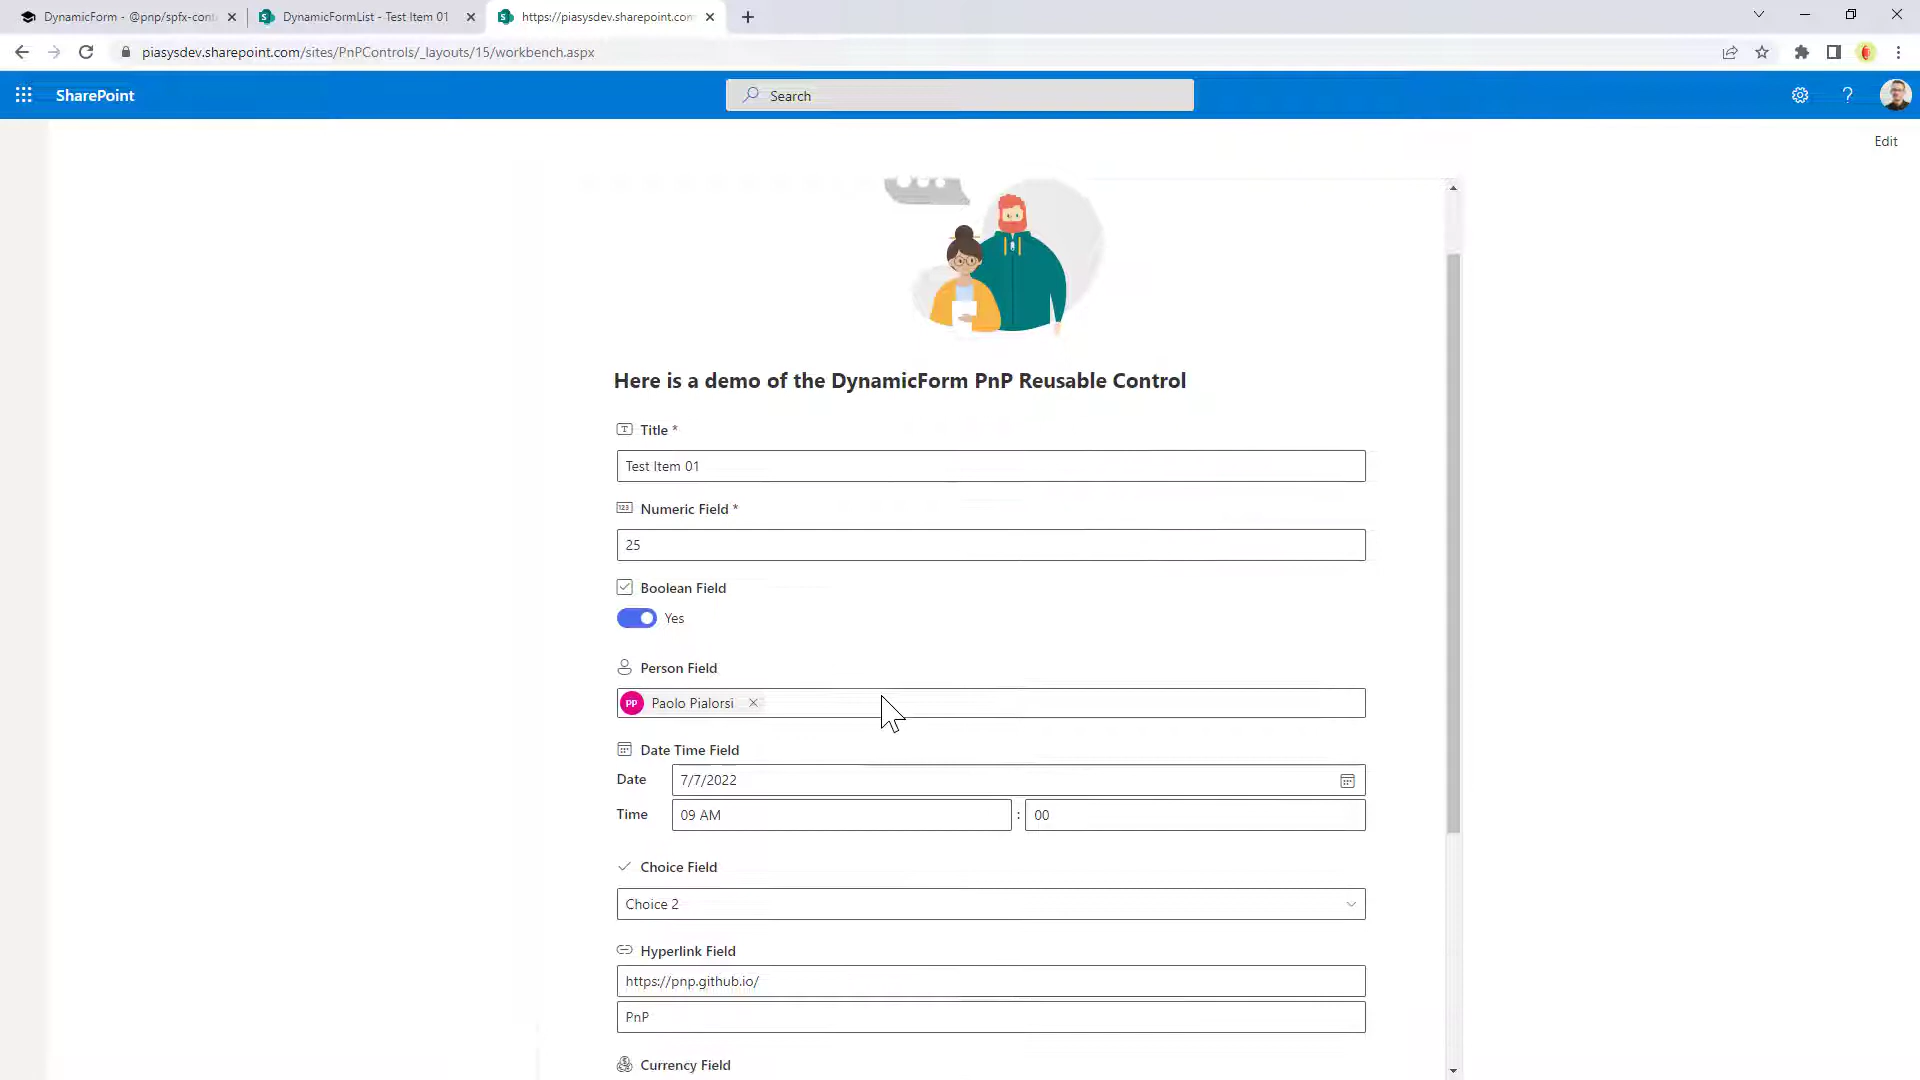 DynamicForm - @pnp/spfx-cont
DynamicFormList - Test Item 01
https://piasysdev.sharepoint.com
piasysdev.sharepoint.com/sites/PnPControls/_layouts/15/workbench.aspx
SharePoint
Search
?
Edit
Here is a demo of the DynamicForm PnP Reusable Control
Title *
Test Item 01
Numeric Field *
25
Boolean Field
Yes
Person Field
PP Paolo Pialorsi
Date Time Field
Date 7/7/2022
Time 09 AM : 00
Choice Field
Choice 2
Hyperlink Field
https://pnp.github.io/
PnP
Currency Field